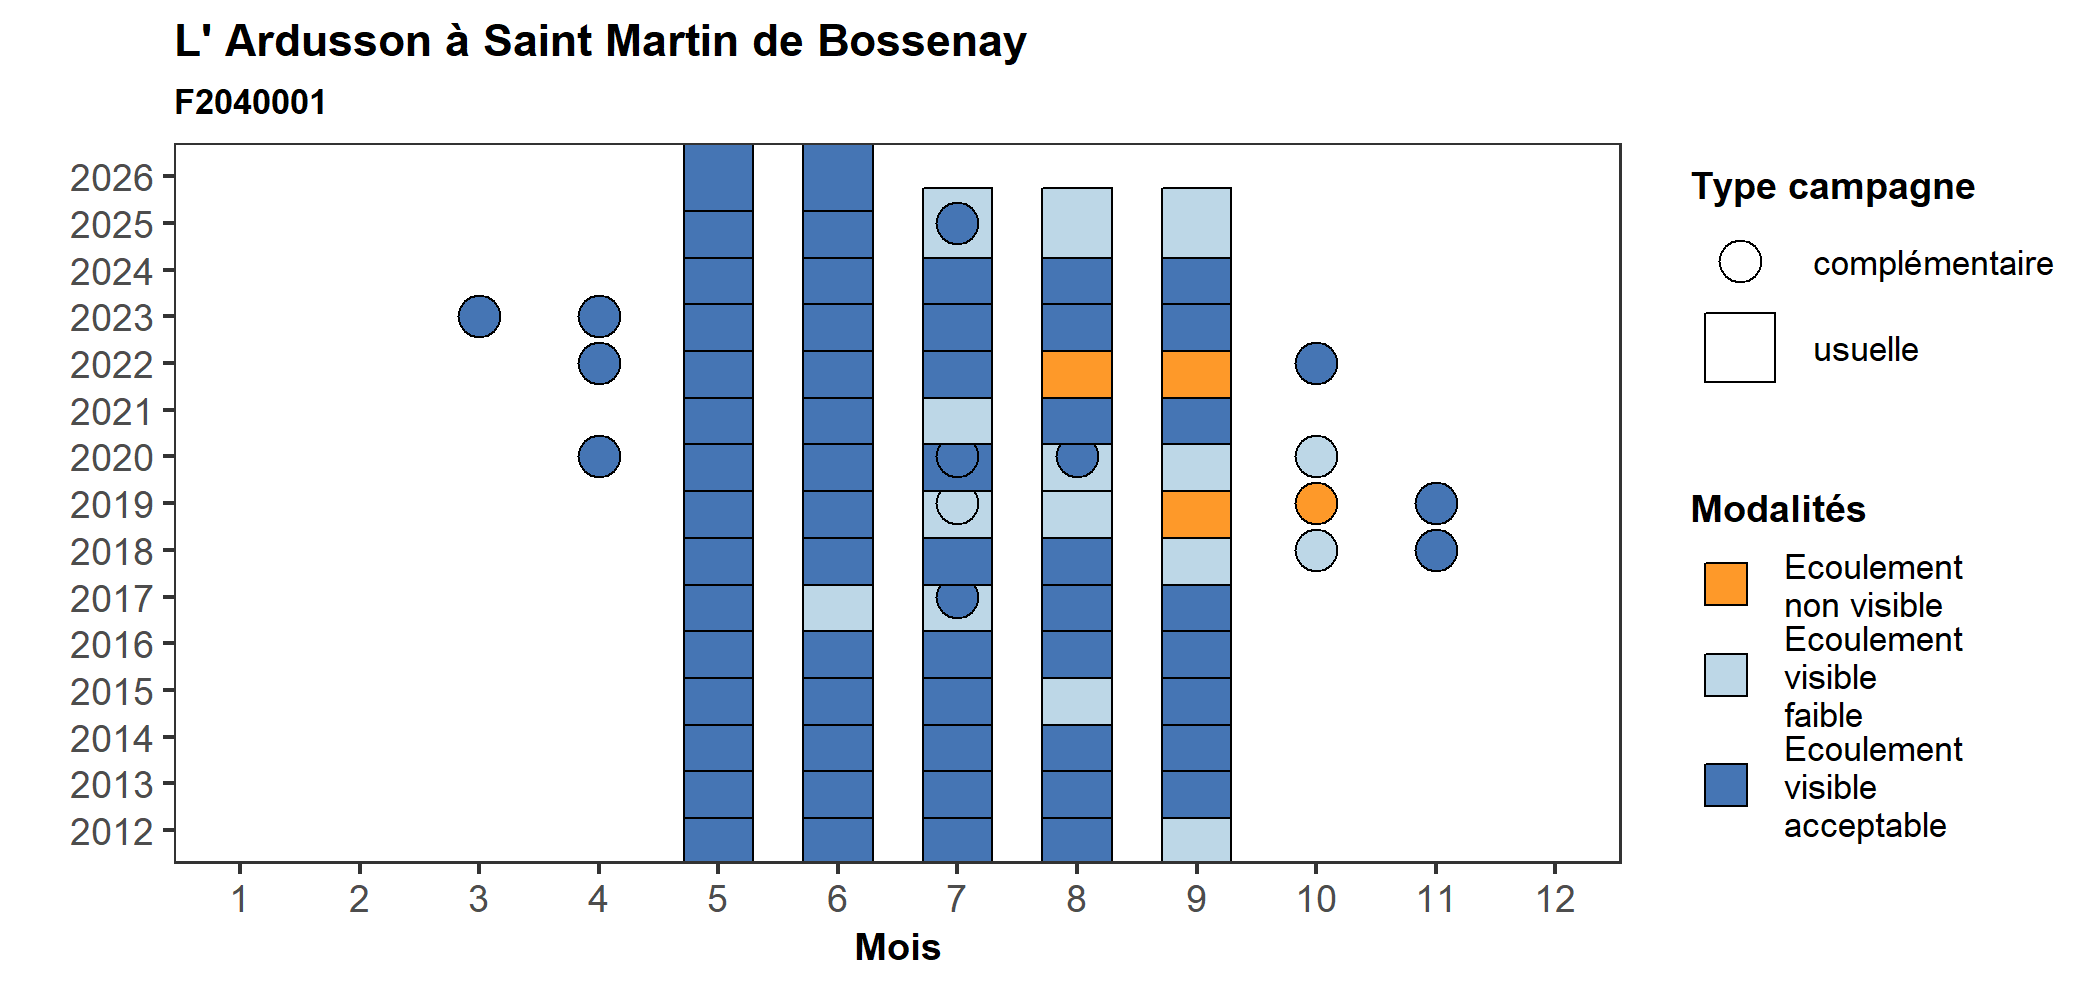 L' Ardusson à Saint Martin de Bossenay
F2040001
2026
2025
2024
2023
2022
2021
2020
2019
2018
2017
2016
2015
2014
2013
2012
1 2 3 4 5 6 7 8 9 10 11 12
Mois
Type campagne
complémentaire
usuelle
Modalités
Ecoulement
non visible
Ecoulement
visible
faible
Ecoulement
visible
acceptable